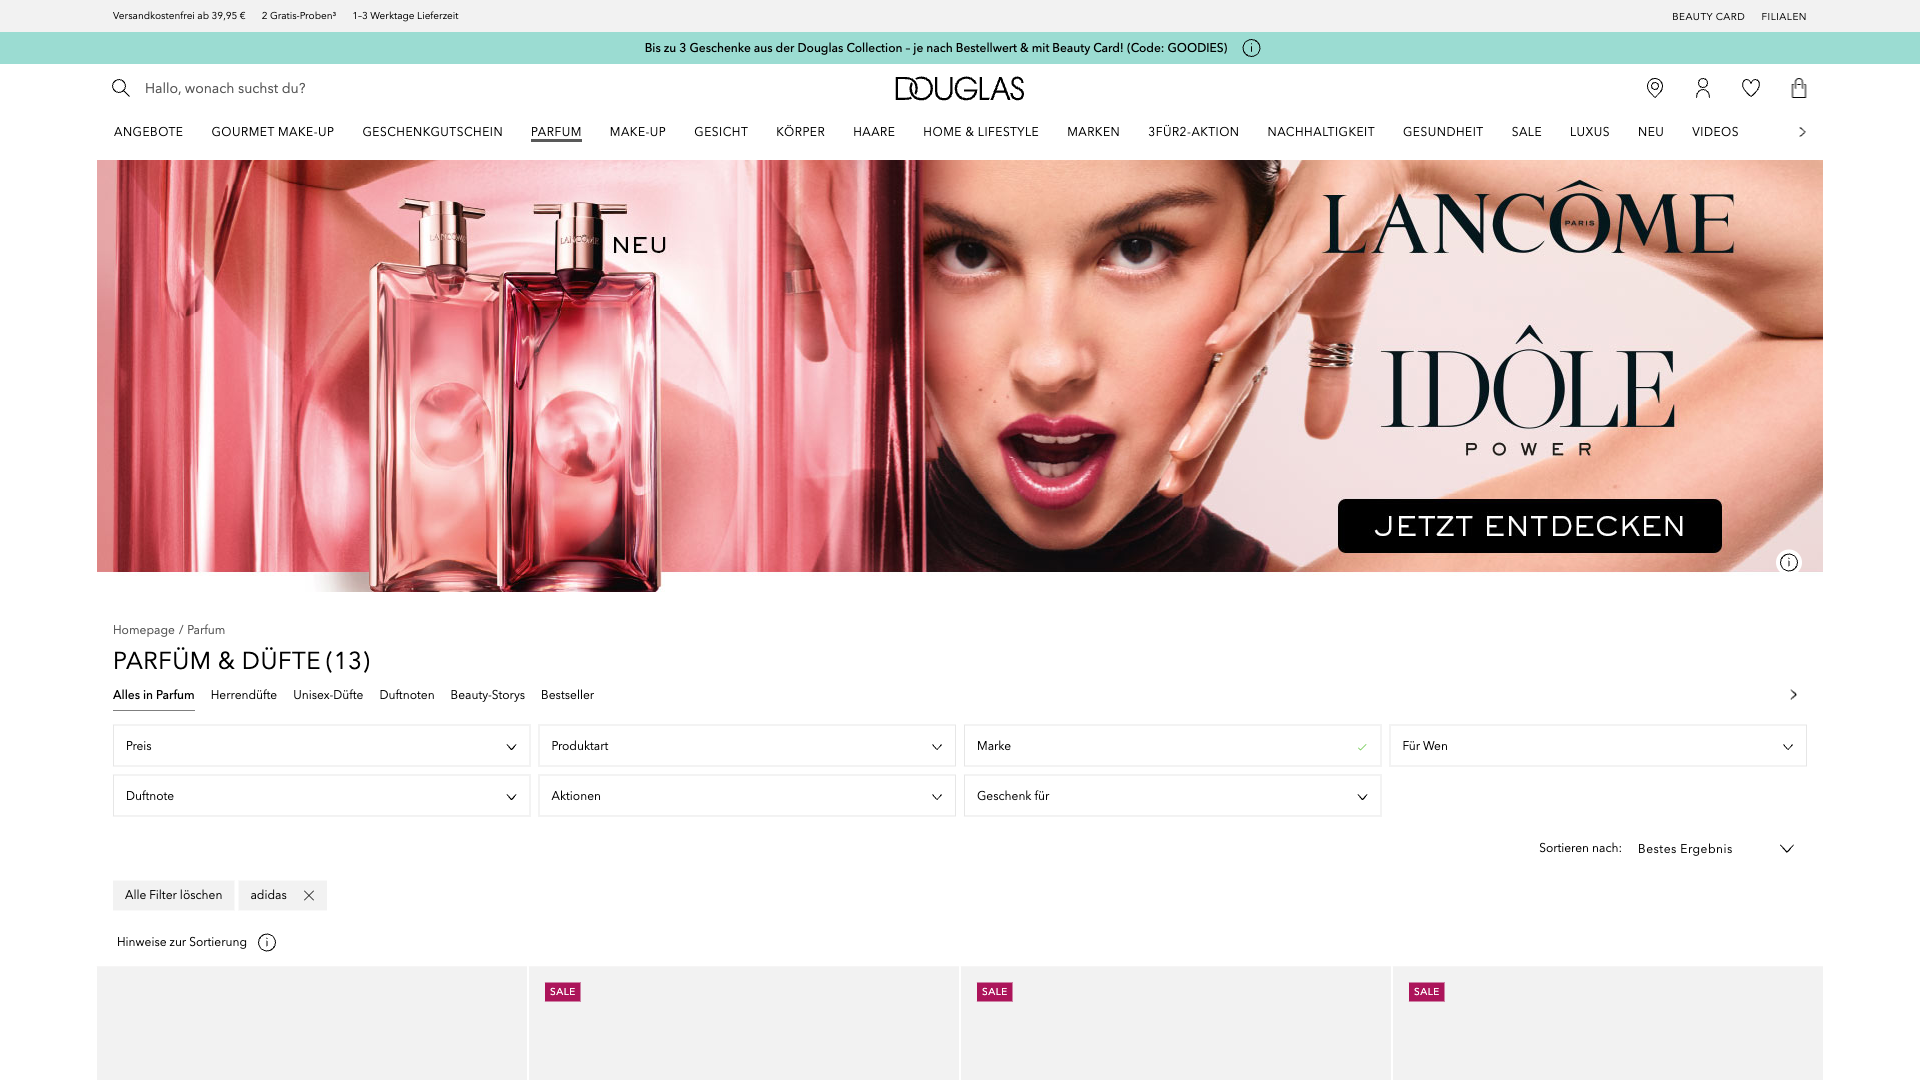 Versandkostenfrei ab 39,95 € 2 Gratis-Proben³ 1–3 Werktage Lieferzeit BEAUTY CARD FILIALEN
Bis zu 3 Geschenke aus der Douglas Collection – je nach Bestellwert & mit Beauty Card! (Code: GOODIES)
Hallo, wonach suchst du?
DOUGLAS
ANGEBOTE GOURMET MAKE-UP GESCHENKGUTSCHEIN PARFUM MAKE-UP GESICHT KÖRPER HAARE HOME & LIFESTYLE MARKEN 3FÜR2-AKTION NACHHALTIGKEIT GESUNDHEIT SALE LUXUS NEU VIDEOS
LANCÔME
PARIS
LANCÔME LANCÔME NEU
IDÔLE
POWER
JETZT ENTDECKEN
Homepage / Parfum
PARFÜM & DÜFTE (13)
Alles in Parfum Herrendüfte Unisex-Düfte Duftnoten Beauty-Storys Bestseller
Preis Produktart Marke Für Wen
Duftnote Aktionen Geschenk für
Sortieren nach: Bestes Ergebnis
Alle Filter löschen adidas
Hinweise zur Sortierung
SALE SALE SALE